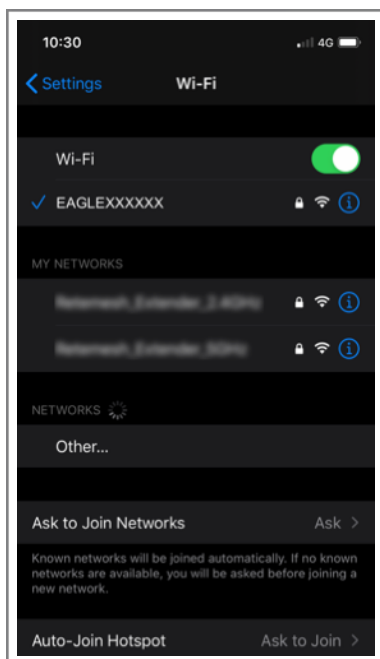 10:30 4G
Settings Wi-Fi
Wi-Fi
EAGLEXXXXXX
MY NETWORKS
NETWORKS
Other...
Ask to Join Networks Ask
Known networks will be joined automatically. If no known
networks are available, you will be asked before joining a
new network.
Auto-Join Hotspot Ask to Join